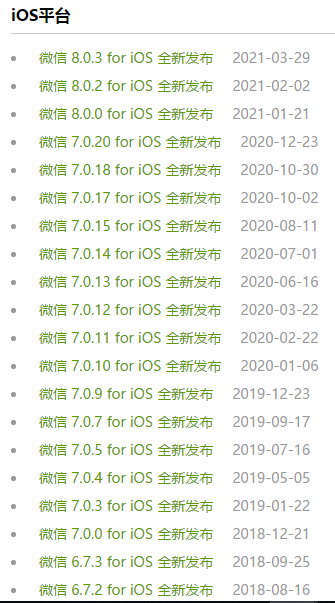 iOS平台
微信 8.0.3 for iOS 全新发布 2021-03-29
微信 8.0.2 for iOS 全新发布 2021-02-02
微信 8.0.0 for iOS 全新发布 2021-01-21
微信 7.0.20 for iOS 全新发布 2020-12-23
微信 7.0.18 for iOS 全新发布 2020-10-30
微信 7.0.17 for iOS 全新发布 2020-10-02
微信 7.0.15 for iOS 全新发布 2020-08-11
微信 7.0.14 for iOS 全新发布 2020-07-01
微信 7.0.13 for iOS 全新发布 2020-06-16
微信 7.0.12 for iOS 全新发布 2020-03-22
微信 7.0.11 for iOS 全新发布 2020-02-22
微信 7.0.10 for iOS 全新发布 2020-01-06
微信 7.0.9 for iOS 全新发布 2019-12-23
微信 7.0.7 for iOS 全新发布 2019-09-17
微信 7.0.5 for iOS 全新发布 2019-07-16
微信 7.0.4 for iOS 全新发布 2019-05-05
微信 7.0.3 for iOS 全新发布 2019-01-22
微信 7.0.0 for iOS 全新发布 2018-12-21
微信 6.7.3 for iOS 全新发布 2018-09-25
微信 6.7.2 for iOS 全新发布 2018-08-16